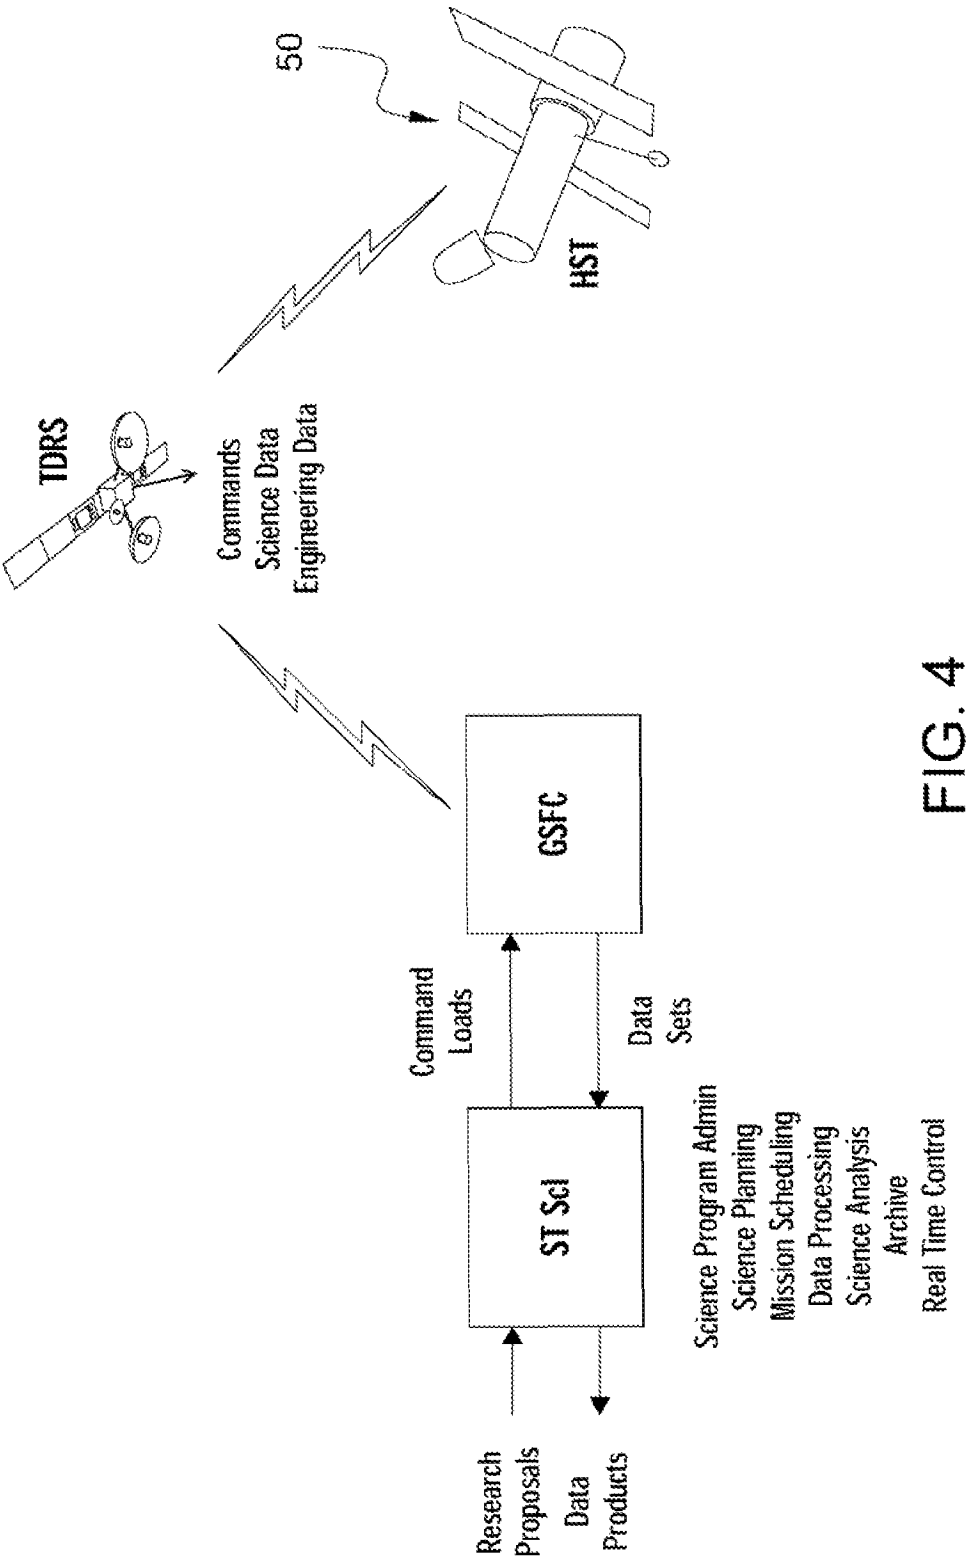 TDRS
50
Commands
Science Data
Engineering Data
HST
GSFC
Command
Loads
Data
Sets
ST ScI
Research
Proposals
Data
Products
Science Program Admin
Science Planning
Mission Scheduling
Data Processing
Science Analysis
Archive
Real Time Control
FIG. 4